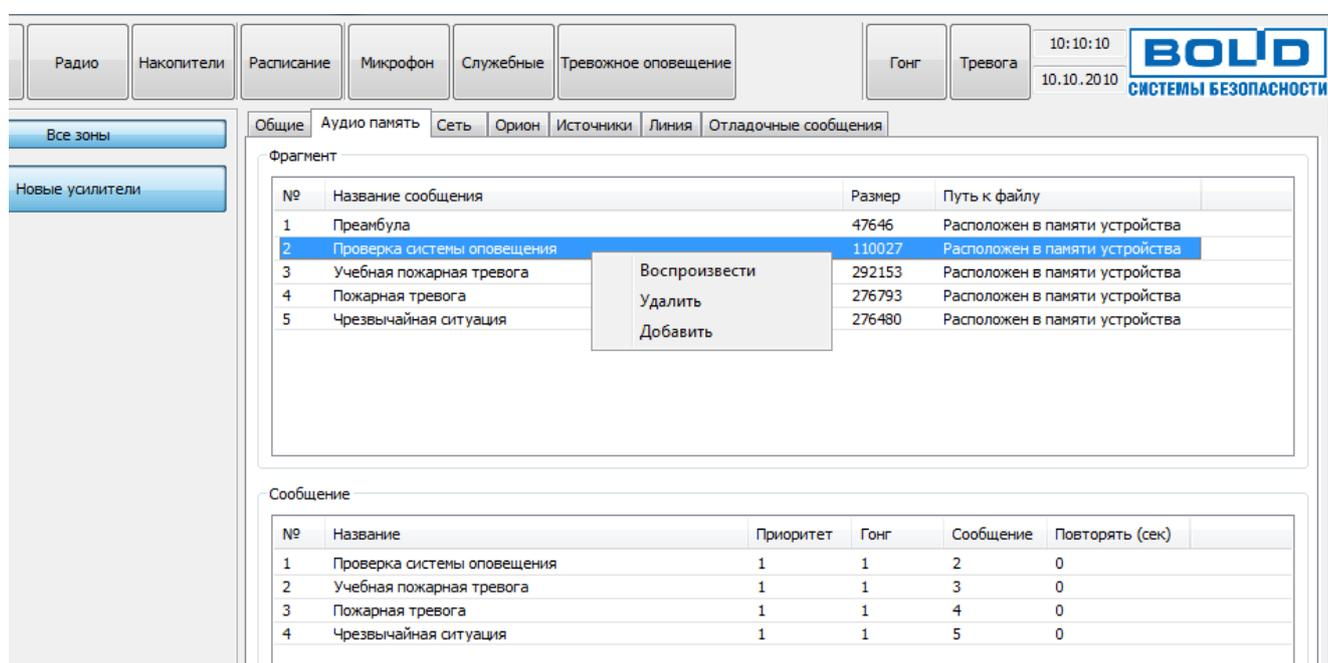 Радио Накопители Расписание Микрофон Служебные Тревожное оповещение Гонг Тревога 10:10:10 BOLID
10.10.2010 СИСТЕМЫ БЕЗОПАСНОСТИ
Все зоны
Новые усилители
Общие Аудио память Сеть Орион Источники Линия Отладочные сообщения
Фрагмент
№ Название сообщения Размер Путь к файлу
1 Преамбула 47646 Расположен в памяти устройства
2 Проверка системы оповещения 110027 Расположен в памяти устройства
3 Учебная пожарная тревога 292153 Расположен в памяти устройства
4 Пожарная тревога 276793 Расположен в памяти устройства
5 Чрезвычайная ситуация 276480 Расположен в памяти устройства
Воспроизвести
Удалить
Добавить
Сообщение
№ Название Приоритет Гонг Сообщение Повторять (сек)
1 Проверка системы оповещения 1 1 2 0
2 Учебная пожарная тревога 1 1 3 0
3 Пожарная тревога 1 1 4 0
4 Чрезвычайная ситуация 1 1 5 0